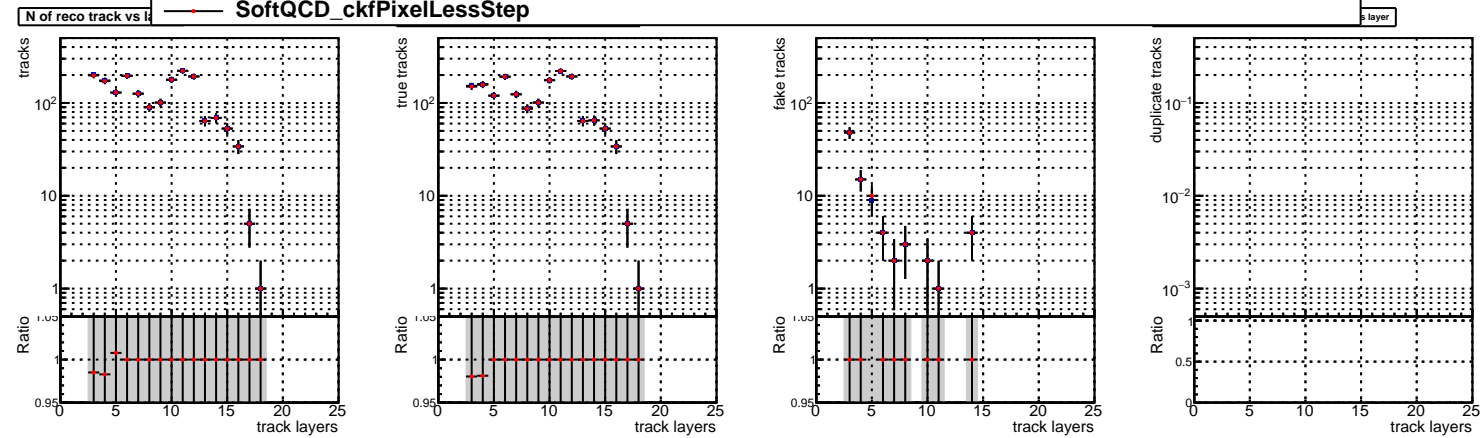 SoftQCD_ckfPixelLessStep
N of reco track vs la
s layer
tracks
10²
10
1
Ratio
1.05
1
0.95
0 5 10 15 20 25
track layers
true tracks
10²
10
1
Ratio
1.05
1
0.95
0 5 10 15 20 25
track layers
fake tracks
10²
10
1
Ratio
1.05
1
0.95
0 5 10 15 20 25
track layers
duplicate tracks
10⁻¹
10⁻²
10⁻³
Ratio
1
0.5
0
0 5 10 15 20 25
track layers